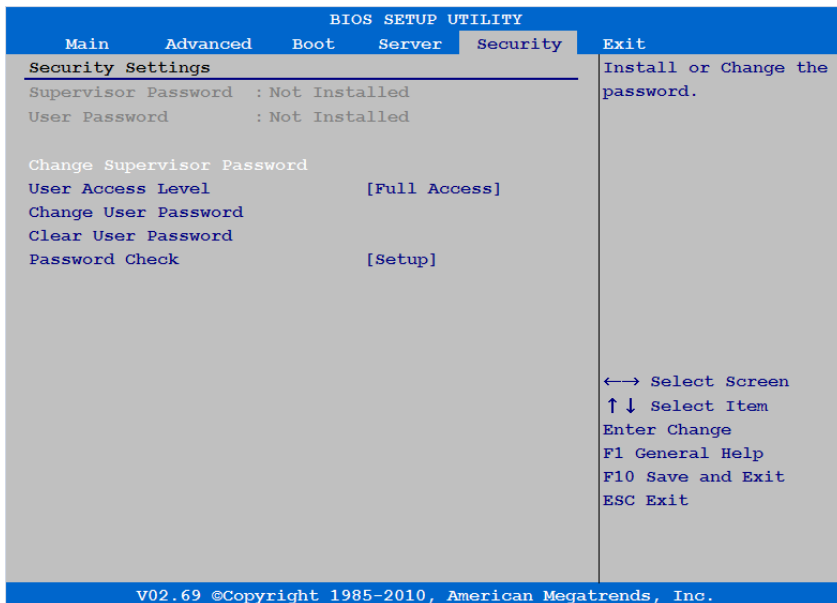 BIOS SETUP UTILITY
Main Advanced Boot Server Security Exit
Security Settings
Supervisor Password : Not Installed
User Password : Not Installed
Change Supervisor Password
User Access Level [Full Access]
Change User Password
Clear User Password
Password Check [Setup]
Install or Change the
password.
←→ Select Screen
↑↓ Select Item
Enter Change
F1 General Help
F10 Save and Exit
ESC Exit
V02.69 ©Copyright 1985-2010, American Megatrends, Inc.